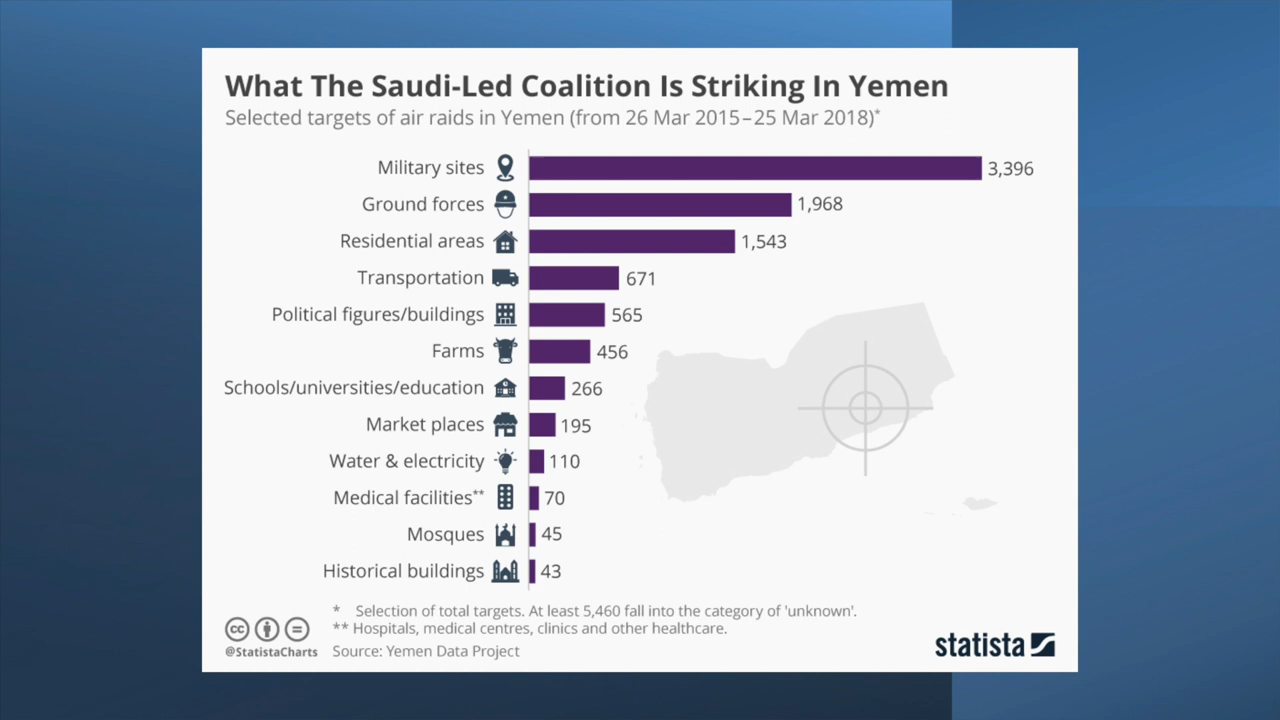 What The Saudi-Led Coalition Is Striking In Yemen
Selected targets of air raids in Yemen (from 26 Mar 2015–25 Mar 2018)*
Military sites 3,396
Ground forces 1,968
Residential areas 1,543
Transportation 671
Political figures/buildings 565
Farms 456
Schools/universities/education 266
Market places 195
Water & electricity 110
Medical facilities** 70
Mosques 45
Historical buildings 43
* Selection of total targets. At least 5,460 fall into the category of 'unknown'.
** Hospitals, medical centres, clinics and other healthcare.
cc
@StatistaCharts
Source: Yemen Data Project
statista